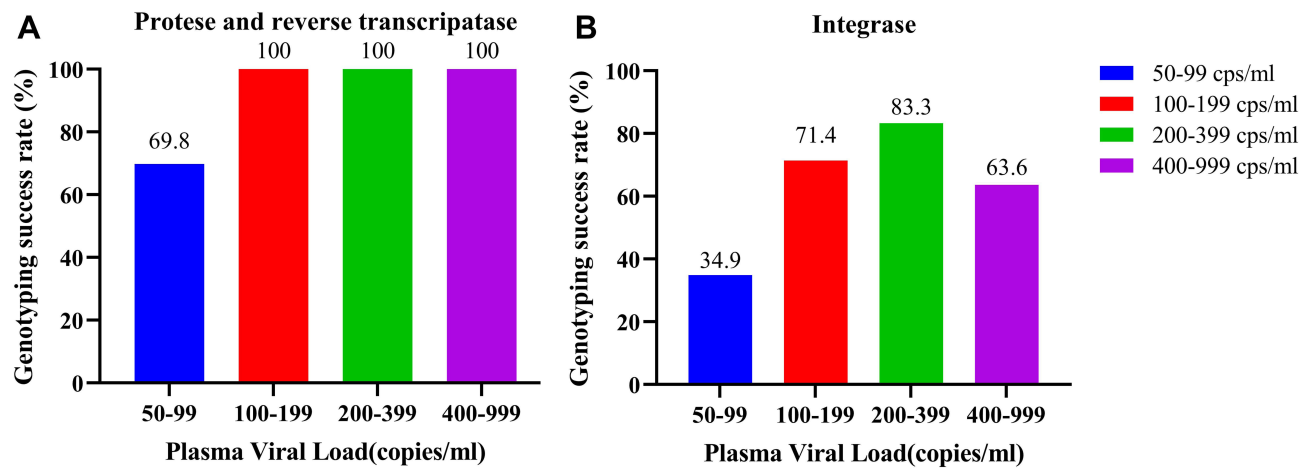 A
Protese and reverse transcripatase
Genotyping success rate (%)
100
80
60
40
20
0
69.8
100
100
100
50-99
100-199
200-399
400-999
Plasma Viral Load(copies/ml)
B
Integrase
Genotyping success rate (%)
100
80
60
40
20
0
34.9
71.4
83.3
63.6
50-99
100-199
200-399
400-999
Plasma Viral Load(copies/ml)
50-99 cps/ml
100-199 cps/ml
200-399 cps/ml
400-999 cps/ml